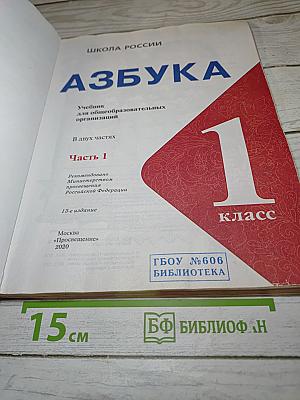 ШКОЛА РОССИИ
АЗБУКА
Учебник
для общеобразовательных
организаций
В двух частях
Часть 1
Рекомендовано
Министерством
просвещения
Российской Федерации
13-е издание
1
класс
Москва
«Просвещение»
2020
ГБОУ №606
БИБЛИОТЕКА
15 см
БФ БИБЛИОФ Н